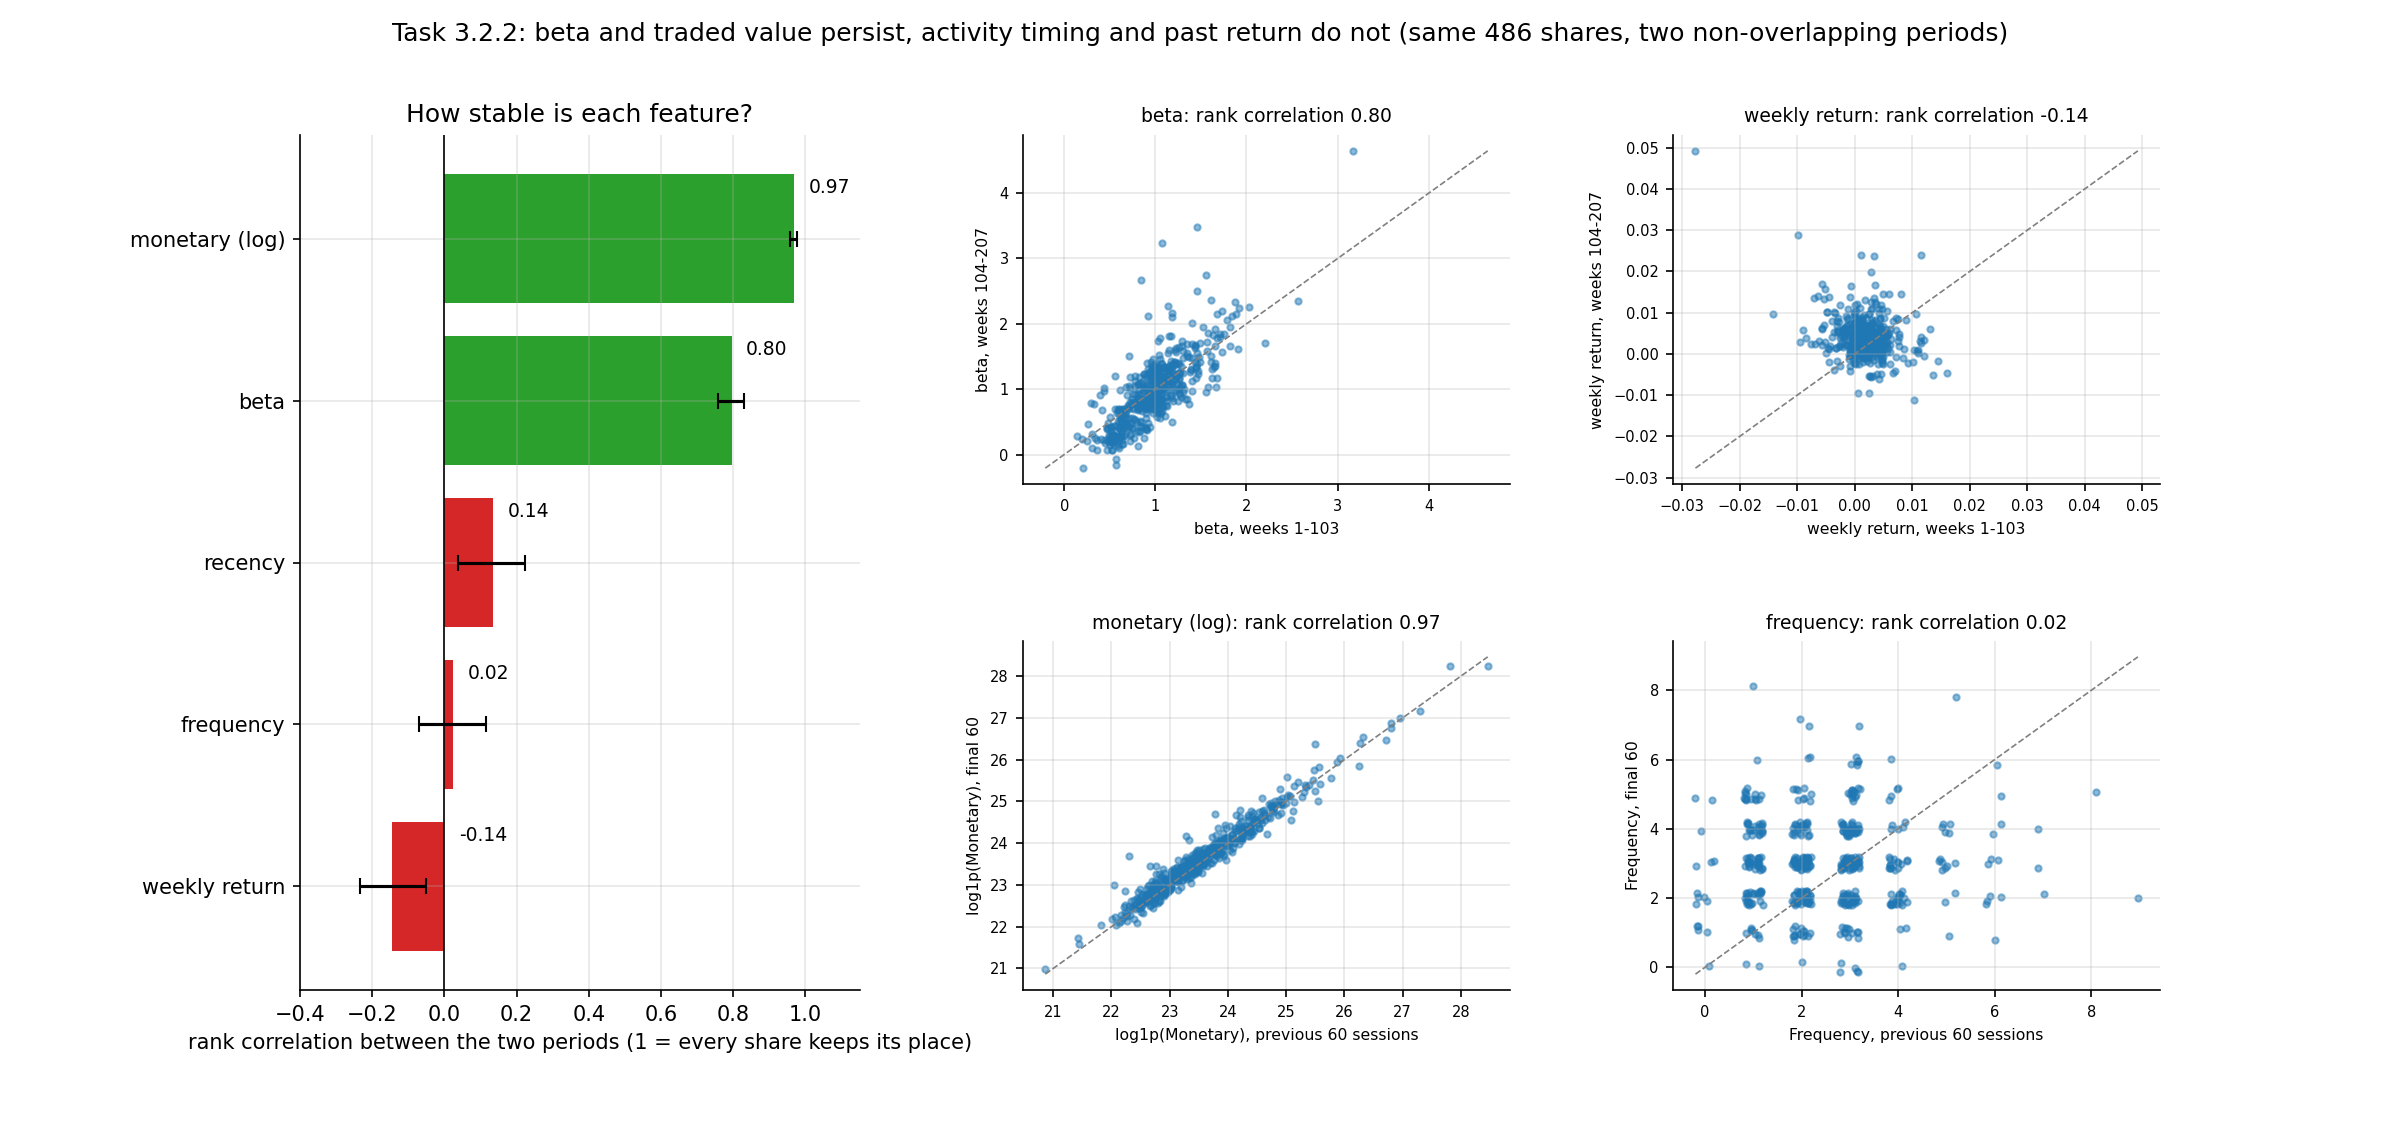 Task 3.2.2: beta and traded value persist, activity timing and past return do not (same 486 shares, two non-overlapping periods)
How stable is each feature?
monetary (log)
beta
recency
frequency
weekly return
0.97
0.80
0.14
0.02
-0.14
−0.4 −0.2 0.0 0.2 0.4 0.6 0.8 1.0
rank correlation between the two periods (1 = every share keeps its place)
beta: rank correlation 0.80
beta, weeks 104-207
4
3
2
1
0
0 1 2 3 4
beta, weeks 1-103
weekly return: rank correlation -0.14
weekly return, weeks 104-207
0.05
0.04
0.03
0.02
0.01
0.00
−0.01
−0.02
−0.03
−0.03 −0.02 −0.01 0.00 0.01 0.02 0.03 0.04 0.05
weekly return, weeks 1-103
monetary (log): rank correlation 0.97
log1p(Monetary), final 60
28
27
26
25
24
23
22
21
21 22 23 24 25 26 27 28
log1p(Monetary), previous 60 sessions
frequency: rank correlation 0.02
Frequency, final 60
8
6
4
2
0
0 2 4 6 8
Frequency, previous 60 sessions